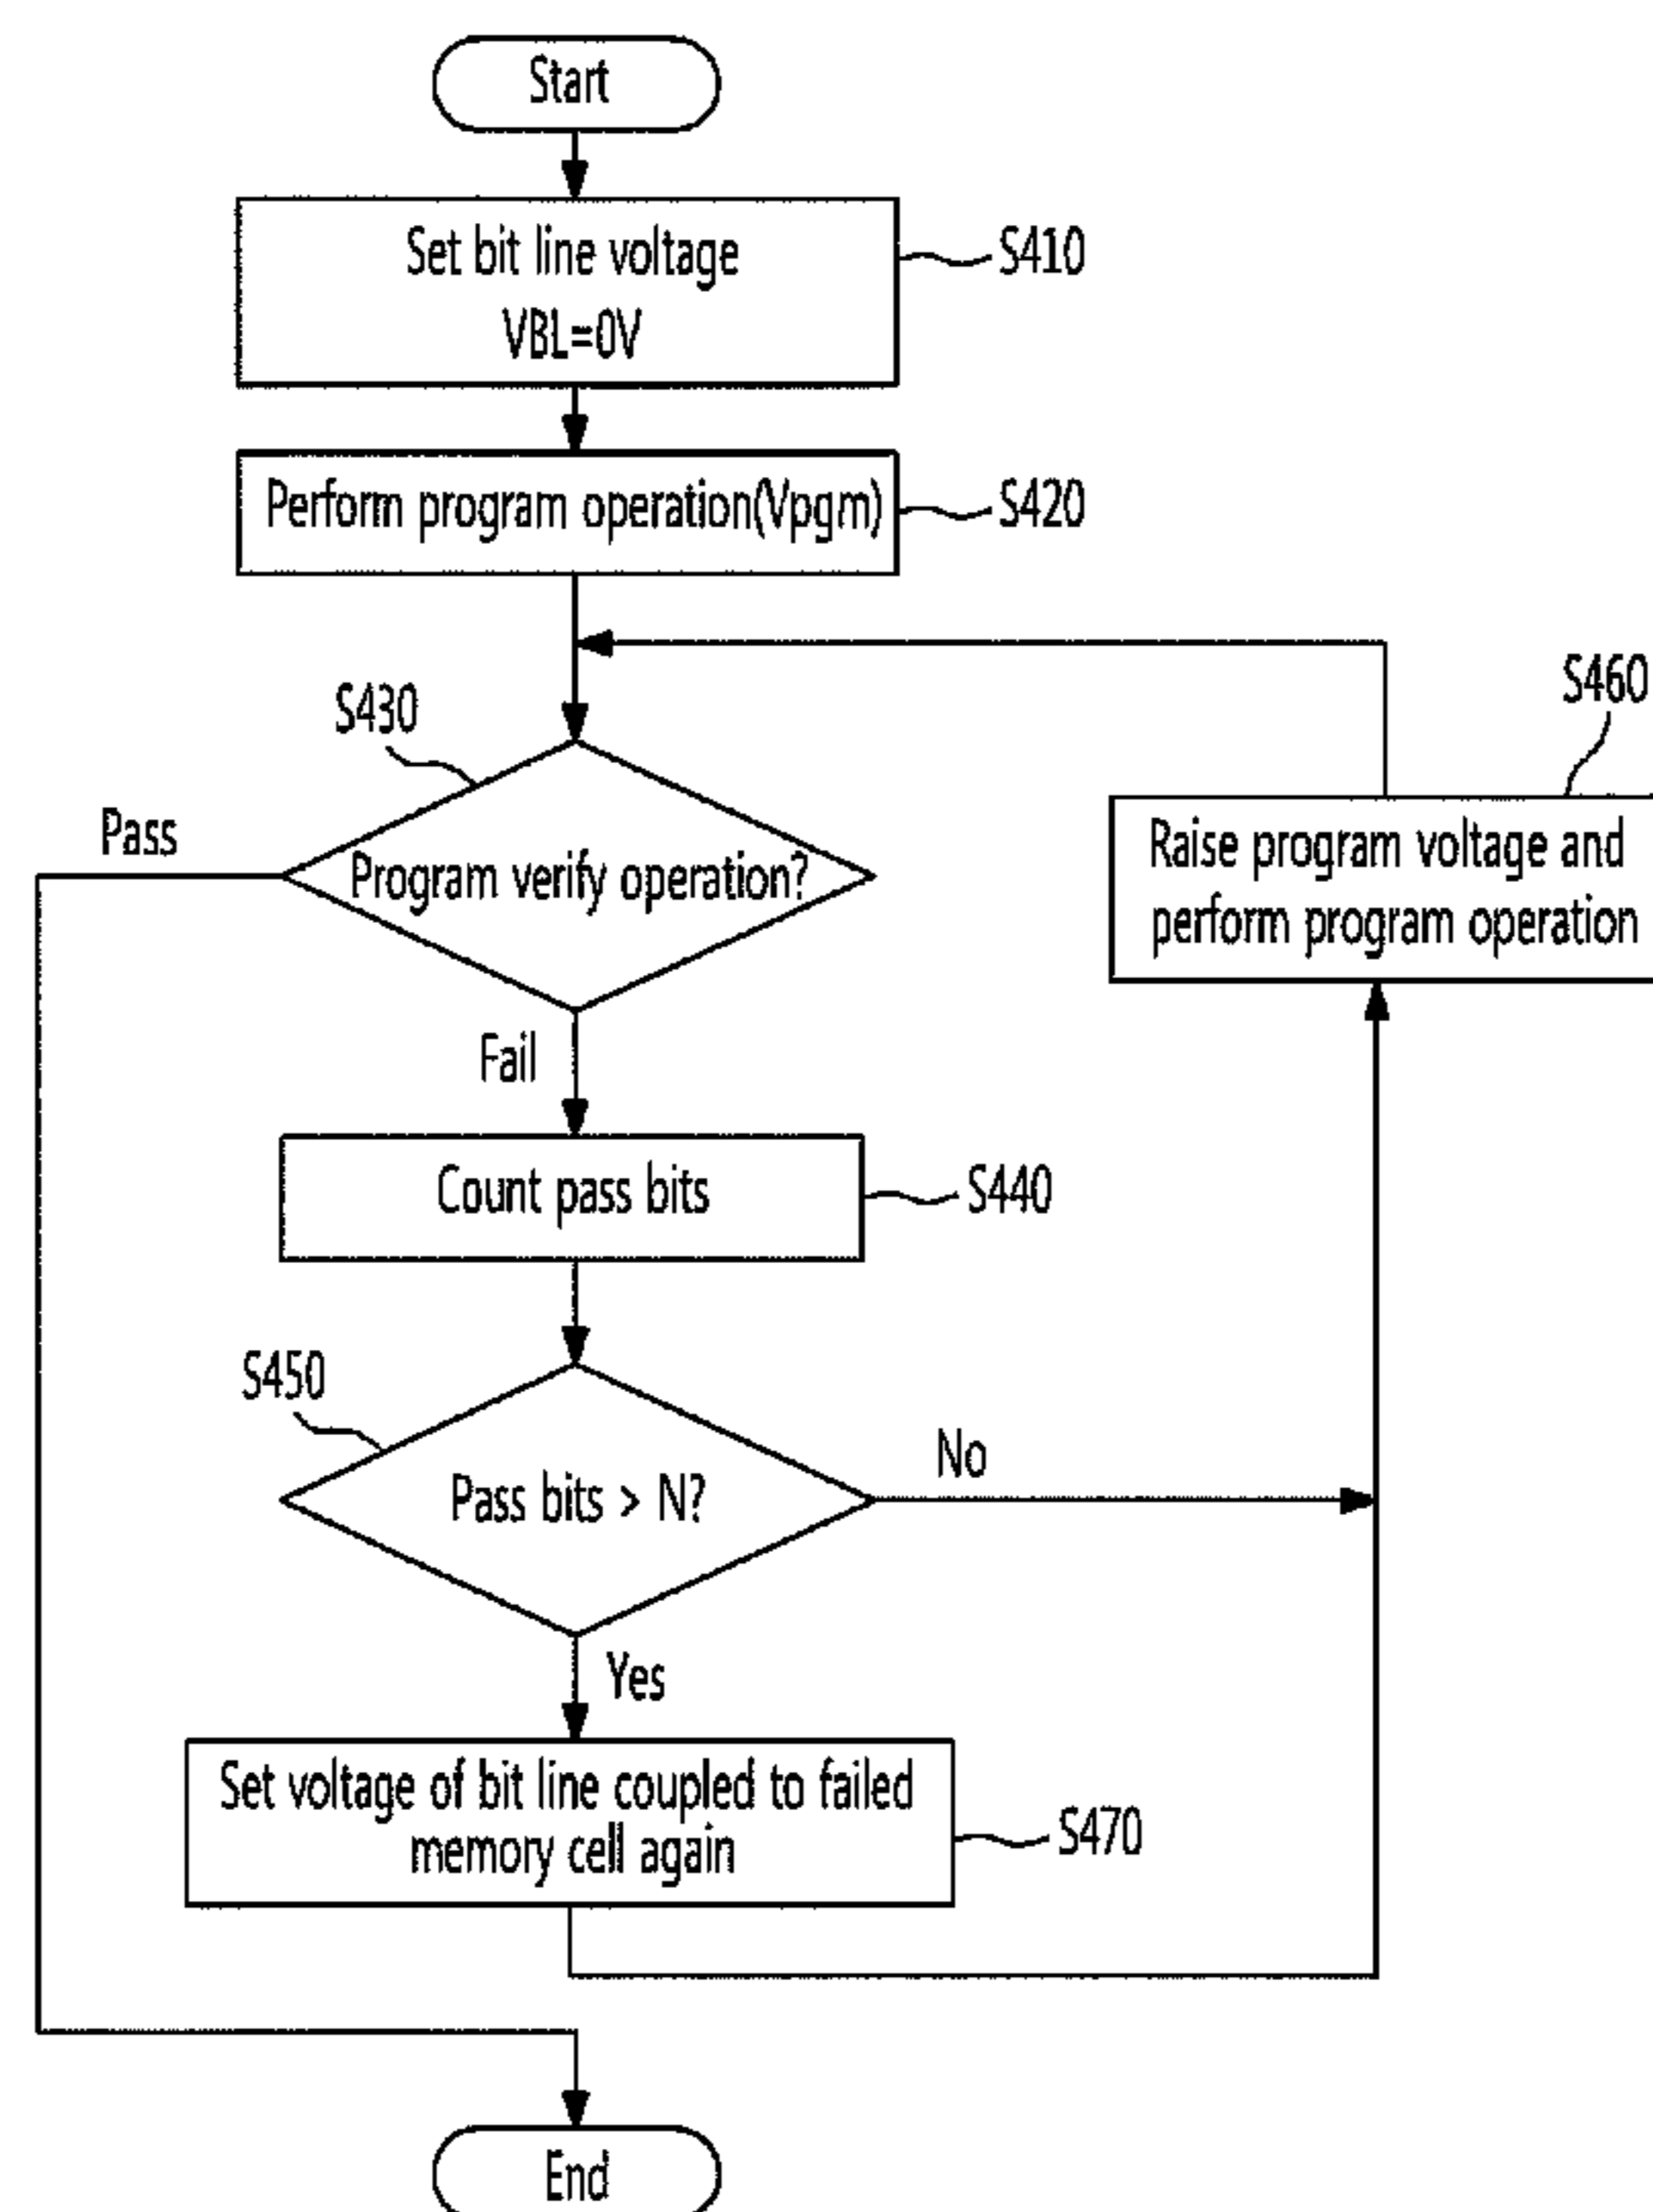 Start
Set bit line voltage
VBL=0V
S410
Perform program operation(Vpgm)
S420
S430
S460
Pass
Program verify operation?
Raise program voltage and
perform program operation
Fail
Count pass bits
S440
S450
Pass bits > N?
No
Yes
Set voltage of bit line coupled to failed
memory cell again
S470
End